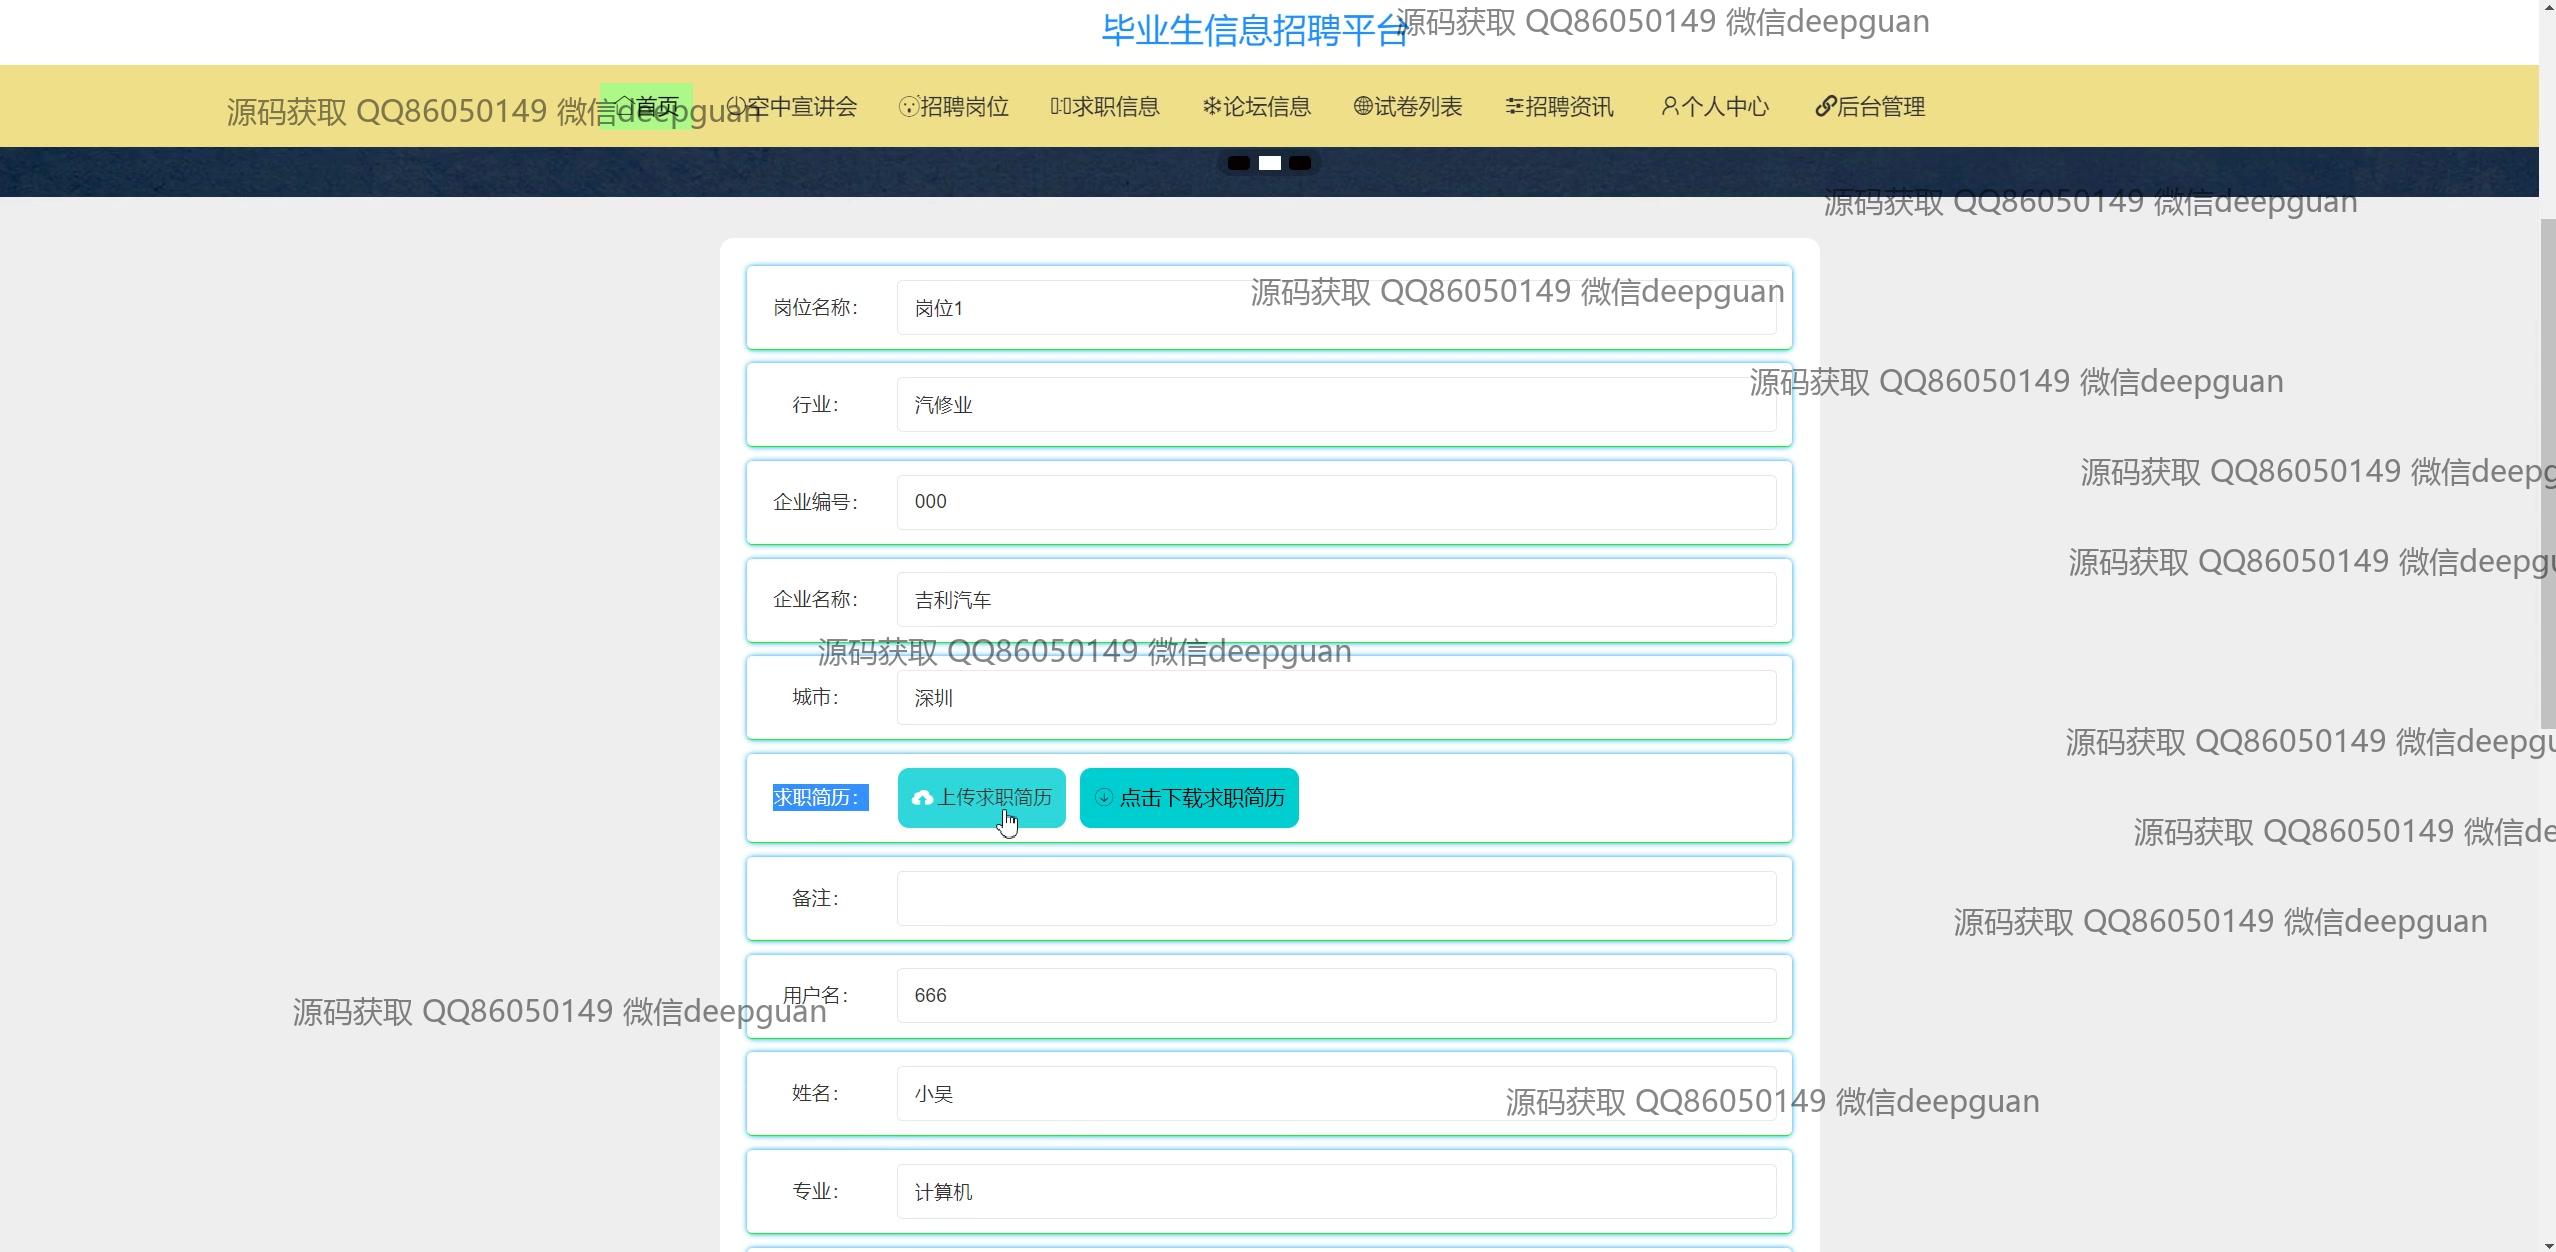 毕业生信息招聘平台
源码获取 QQ86050149 微信deepguan
源码获取 QQ86050149 微信deepguan
首页 空中宣讲会 招聘岗位 求职信息 论坛信息 试卷列表 招聘资讯 个人中心 后台管理
源码获取 QQ86050149 微信deepguan
源码获取 QQ86050149 微信deepguan
岗位名称： 岗位1
源码获取 QQ86050149 微信deepguan
行业： 汽修业
源码获取 QQ86050149 微信deepg
企业编号： 000
源码获取 QQ86050149 微信deepgu
企业名称： 吉利汽车
源码获取 QQ86050149 微信deepguan
城市： 深圳
源码获取 QQ86050149 微信deepgu
求职简历： 上传求职简历 点击下载求职简历
源码获取 QQ86050149 微信de
备注：
源码获取 QQ86050149 微信deepguan
用户名： 666
源码获取 QQ86050149 微信deepguan
姓名： 小吴
源码获取 QQ86050149 微信deepguan
专业： 计算机